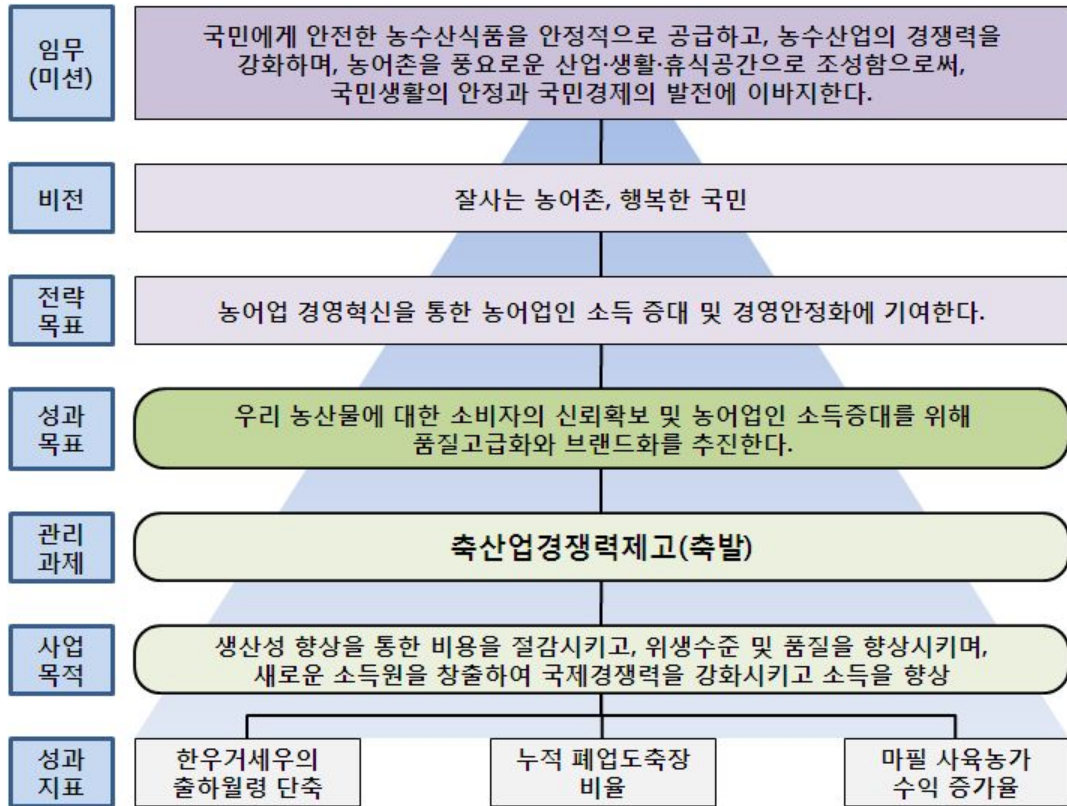 임무
(미션)
국민에게 안전한 농수산식품을 안정적으로 공급하고, 농수산업의 경쟁력을
강화하며, 농어촌을 풍요로운 산업·생활·휴식공간으로 조성함으로써,
국민생활의 안정과 국민경제의 발전에 이바지한다.
비전
잘사는 농어촌, 행복한 국민
전략
목표
농어업 경영혁신을 통한 농어업인 소득 증대 및 경영안정화에 기여한다.
성과
목표
우리 농산물에 대한 소비자의 신뢰확보 및 농어업인 소득증대를 위해
품질고급화와 브랜드화를 추진한다.
관리
과제
축산업경쟁력제고(축발)
사업
목적
생산성 향상을 통한 비용을 절감시키고, 위생수준 및 품질을 향상시키며,
새로운 소득원을 창출하여 국제경쟁력을 강화시키고 소득을 향상
성과
지표
한우거세우의
출하월령 단축
누적 폐업도축장
비율
마필 사육농가
수익 증가율